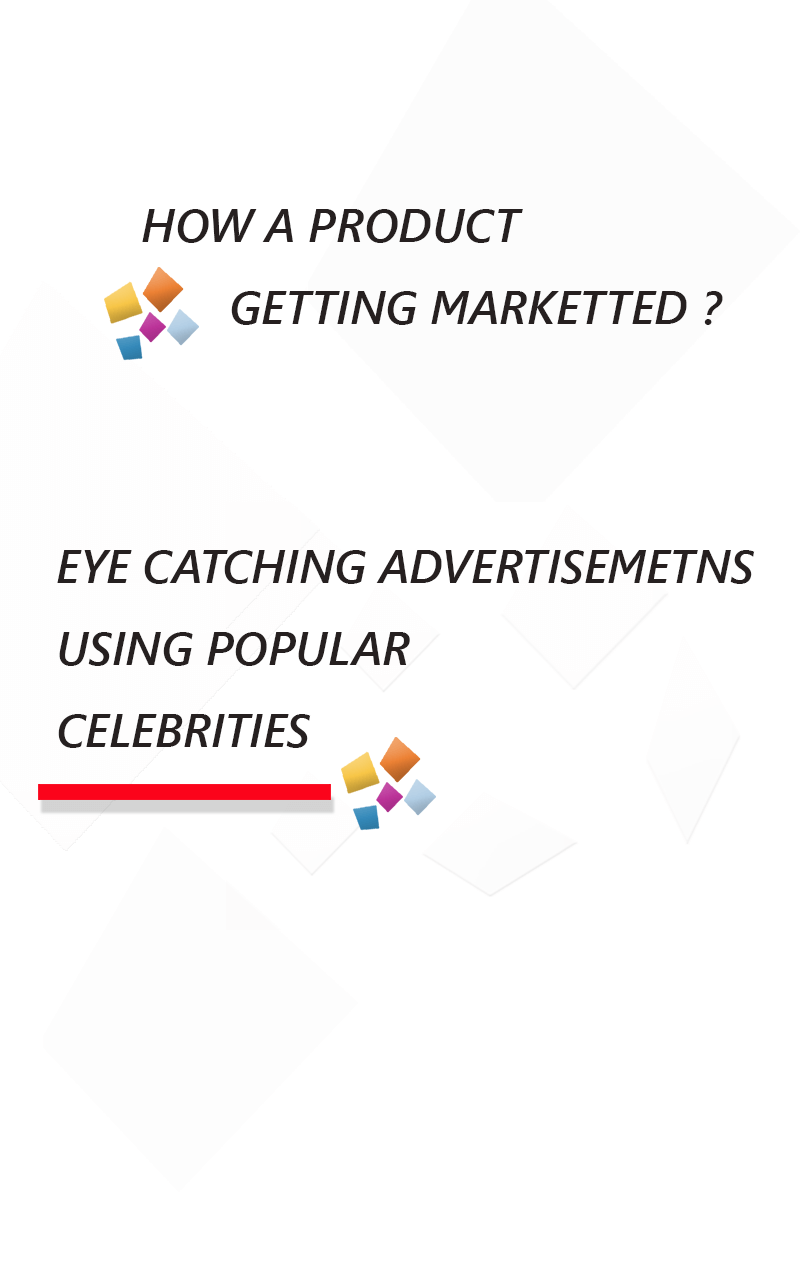 HOW A PRODUCT
GETTING MARKETTED ?
EYE CATCHING ADVERTISEMETNS
USING POPULAR
CELEBRITIES